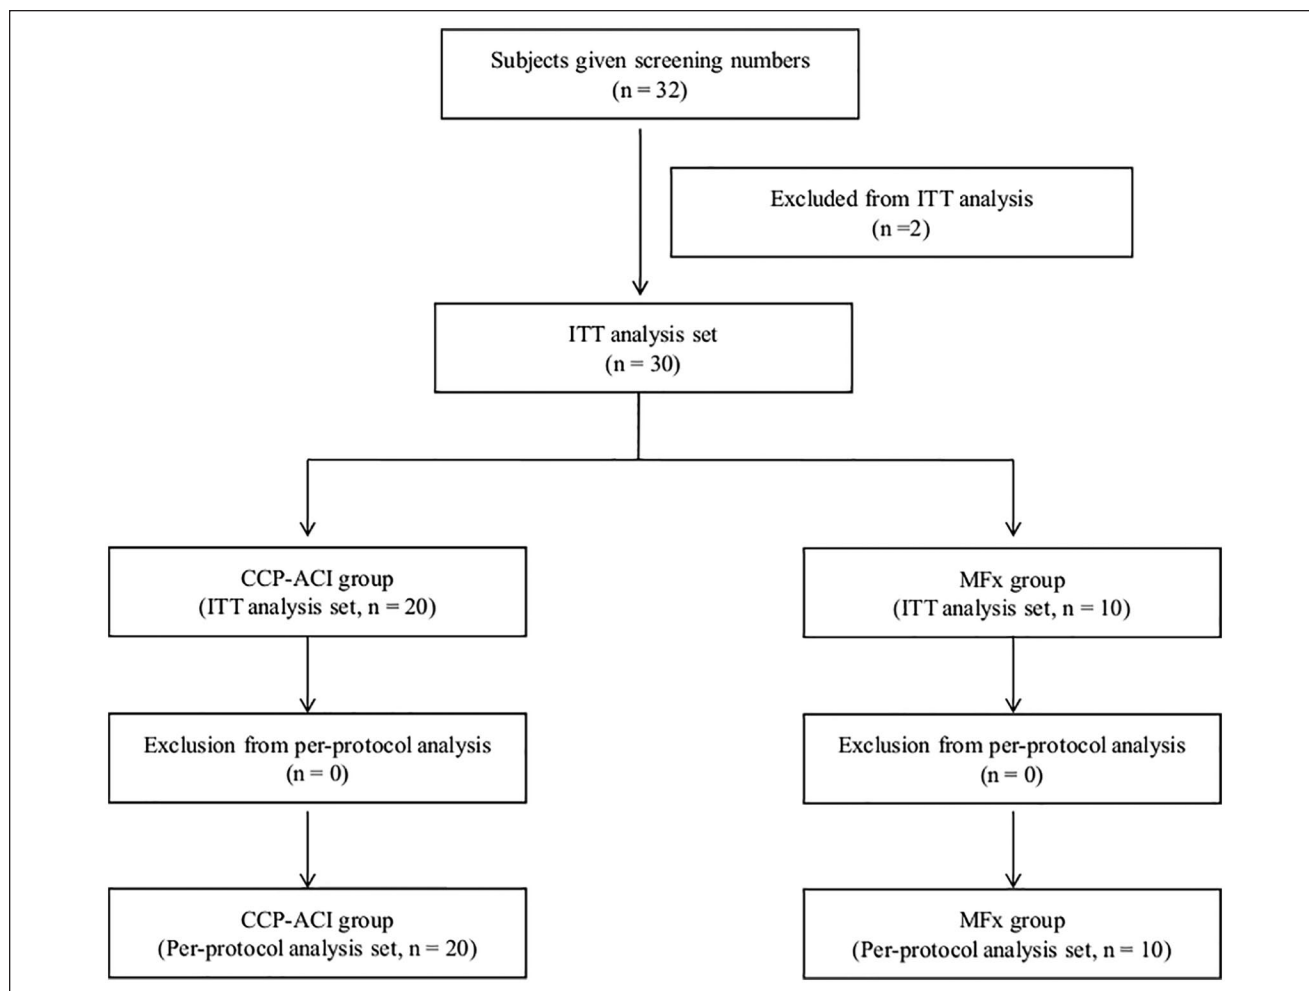 Subjects given screening numbers
(n = 32)
Excluded from ITT analysis
(n =2)
ITT analysis set
(n = 30)
CCP-ACI group
(ITT analysis set, n = 20)
MFx group
(ITT analysis set, n = 10)
Exclusion from per-protocol analysis
(n = 0)
Exclusion from per-protocol analysis
(n = 0)
CCP-ACI group
(Per-protocol analysis set, n = 20)
MFx group
(Per-protocol analysis set, n = 10)